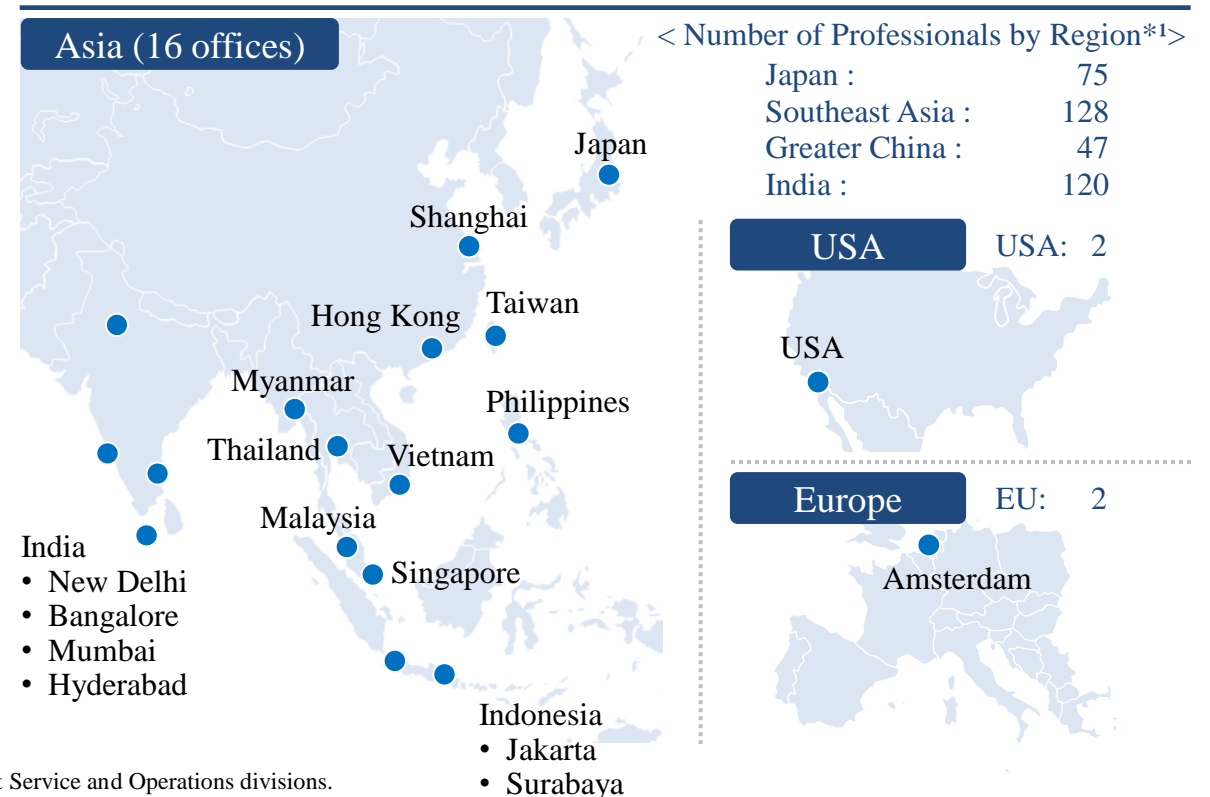 Asia (16 offices)
< Number of Professionals by Region*¹>
Japan : 75
Southeast Asia : 128
Greater China : 47
India : 120
Japan
Shanghai
Taiwan
Hong Kong
Myanmar
Philippines
Thailand
Vietnam
Malaysia
Singapore
India
• New Delhi
• Bangalore
• Mumbai
• Hyderabad
Indonesia
• Jakarta
• Surabaya
USA
USA: 2
USA
Europe
EU: 2
Amsterdam
Service and Operations divisions.